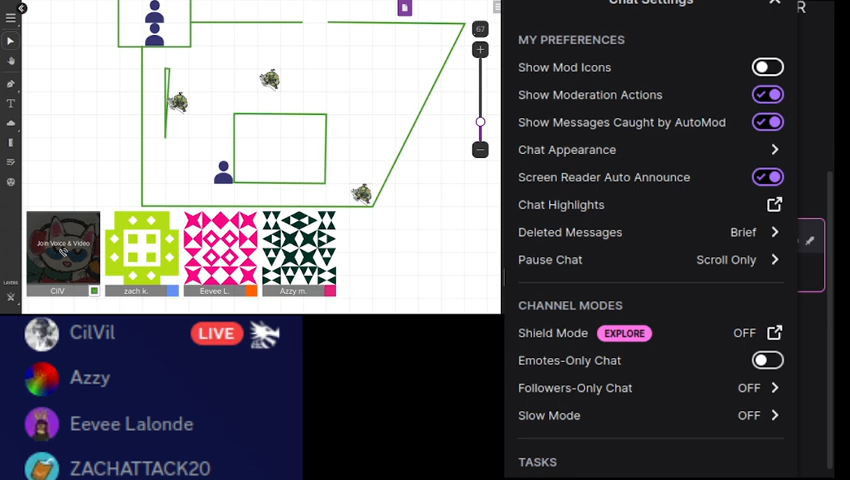 67
Join Voice & Video
CilV
zach k.
Eevee L.
Azzy m.
CilVil
LIVE
Azzy
Eevee Lalonde
ZACHATTACK20
Chat Settings
MY PREFERENCES
Show Mod Icons
Show Moderation Actions
Show Messages Caught by AutoMod
Chat Appearance
Screen Reader Auto Announce
Chat Highlights
Deleted Messages Brief
Pause Chat Scroll Only
CHANNEL MODES
Shield Mode EXPLORE OFF
Emotes-Only Chat
Followers-Only Chat OFF
Slow Mode OFF
TASKS
R